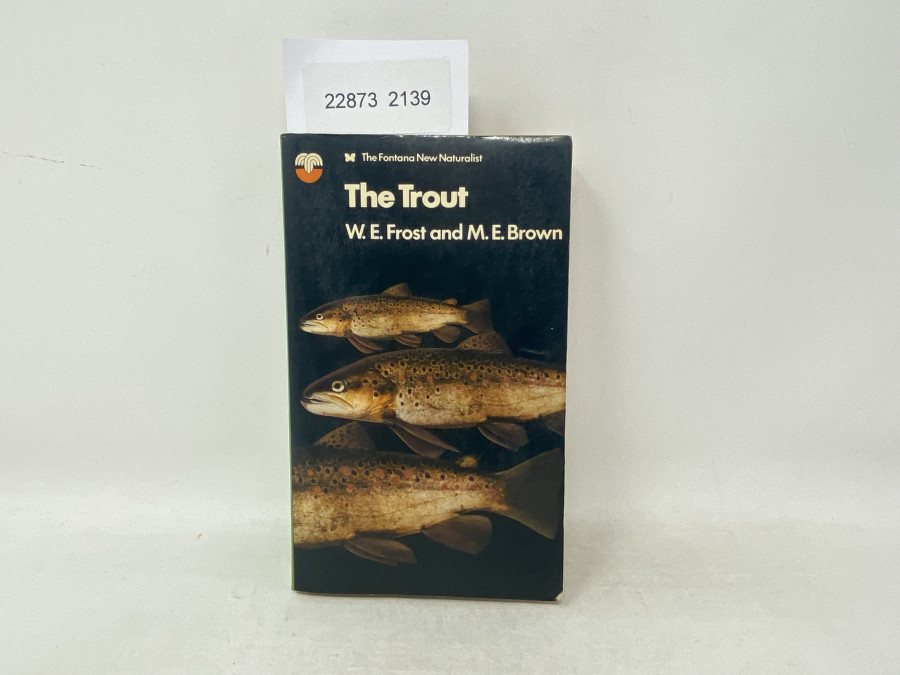 22873 2139
The Fontana New Naturalist
The Trout
W. E. Frost and M. E. Brown